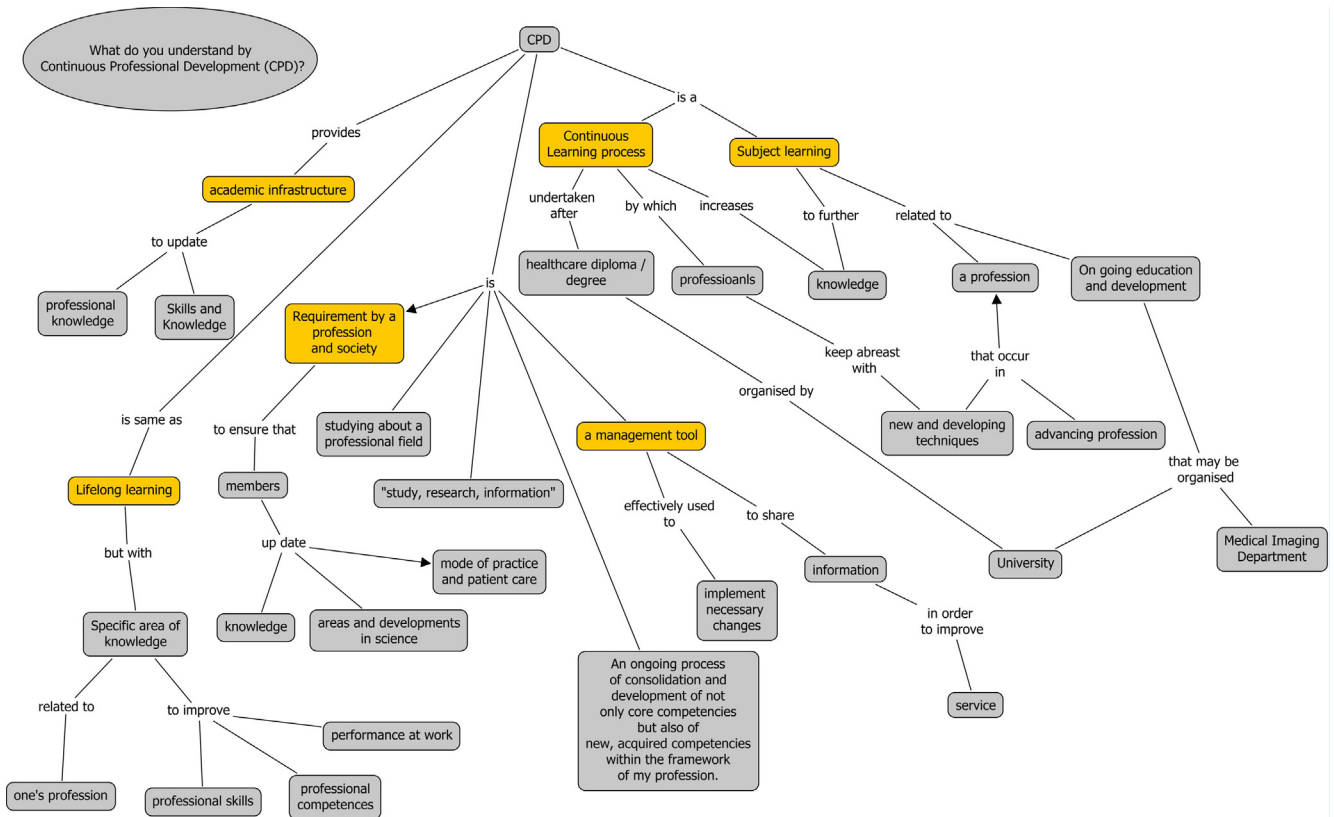 What do you understand by
Continuous Professional Development (CPD)?
CPD
is a
provides
Continuous
Learning process
Subject learning
academic infrastructure
undertaken
after
by which
increases
to further
related to
to update
healthcare diploma /
degree
professioanls
knowledge
a profession
On going education
and development
is
professional
knowledge
Skills and
Knowledge
Requirement by a
profession
and society
keep abreast
with
that occur
in
organised by
is same as
to ensure that
studying about a
professional field
a management tool
new and developing
techniques
advancing profession
that may be
organised
Lifelong learning
members
"study, research, information"
effectively used
to
to share
but with
up date
mode of practice
and patient care
information
University
Medical Imaging
Department
Specific area of
knowledge
knowledge
areas and developments
in science
implement
necessary
changes
in order
to improve
An ongoing process
of consolidation and
development of not
only core competencies
but also of
new, acquired competencies
within the framework
of my profession.
service
related to
to improve
performance at work
one's profession
professional skills
professional
competences